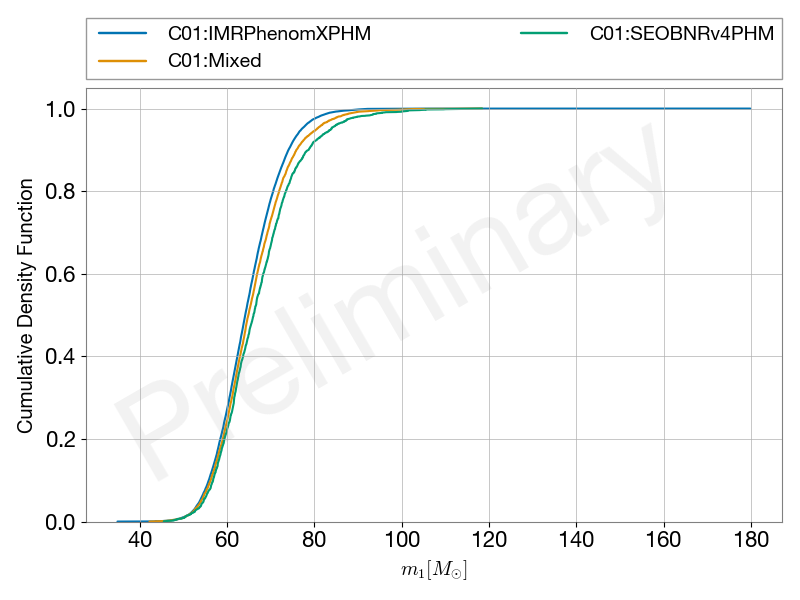 C01:IMRPhenomXPHM
C01:Mixed
C01:SEOBNRv4PHM
Cumulative Density Function
1.0
0.8
0.6
0.4
0.2
0.0
Preliminary
40 60 80 100 120 140 160 180
m₁[M⊙]